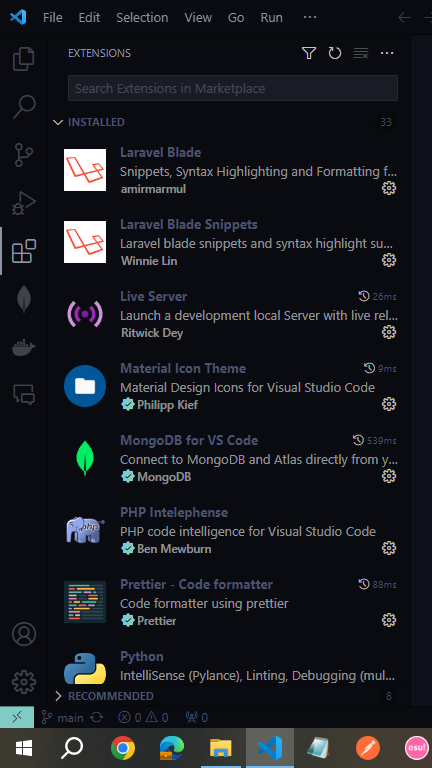 File Edit Selection View Go Run ···
EXTENSIONS
Search Extensions in Marketplace
INSTALLED 33
Laravel Blade
Snippets, Syntax Highlighting and Formatting f...
amirmarmul
Laravel Blade Snippets
Laravel blade snippets and syntax highlight su...
Winnie Lin
Live Server 26ms
Launch a development local Server with live rel...
Ritwick Dey
Material Icon Theme 9ms
Material Design Icons for Visual Studio Code
Philipp Kief
MongoDB for VS Code 539ms
Connect to MongoDB and Atlas directly from y...
MongoDB
php
PHP Intelephense
PHP code intelligence for Visual Studio Code
Ben Mewburn
Prettier - Code formatter 88ms
Code formatter using prettier
Prettier
Python
IntelliSense (Pylance), Linting, Debugging (mul...
RECOMMENDED 8
main 0 0 0
osu!